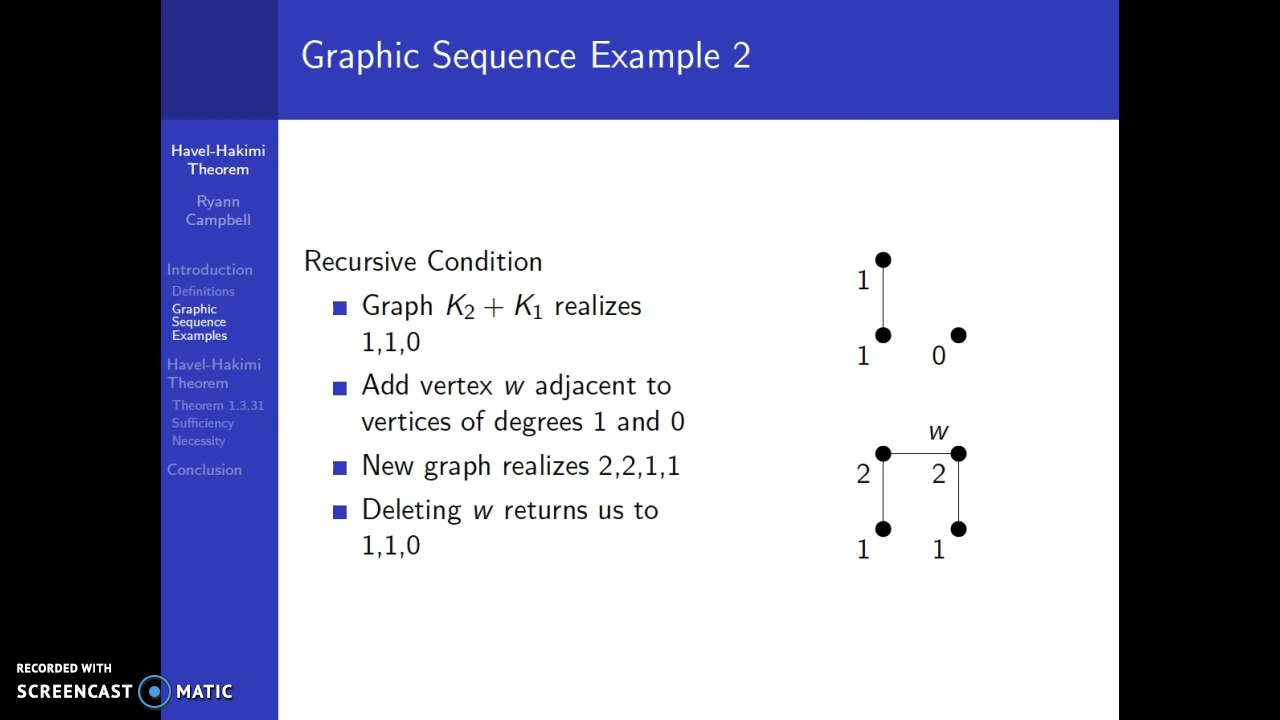 Graphic Sequence Example 2
Havel-Hakimi
Theorem
Ryann
Campbell
Introduction
Definitions
Graphic
Sequence
Examples
Havel-Hakimi
Theorem
Theorem 1.3.31
Sufficiency
Necessity
Conclusion
Recursive Condition
Graph K₂ + K₁ realizes
1,1,0
Add vertex w adjacent to
vertices of degrees 1 and 0
New graph realizes 2,2,1,1
Deleting w returns us to
1,1,0
1
1 0
w
2 2
1 1
RECORDED WITH
SCREENCAST MATIC